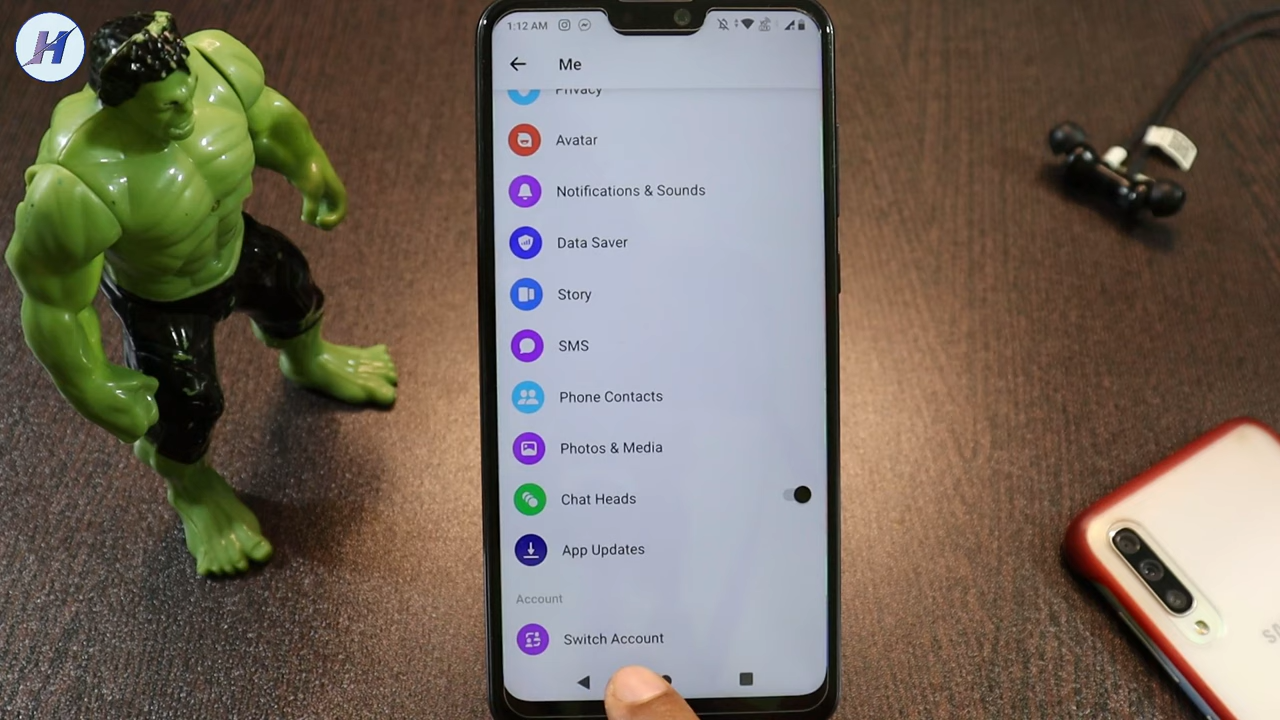 H
1:12 AM
Me
Privacy
Avatar
Notifications & Sounds
Data Saver
Story
SMS
Phone Contacts
Photos & Media
Chat Heads
App Updates
Account
Switch Account